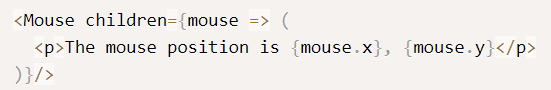 <Mouse children={mouse => (
  <p>The mouse position is {mouse.x}, {mouse.y}</p>
)}/>